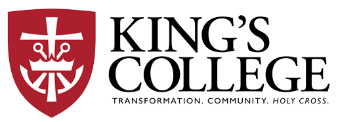 KING'S
COLLEGE
TRANSFORMATION. COMMUNITY. HOLY CROSS.